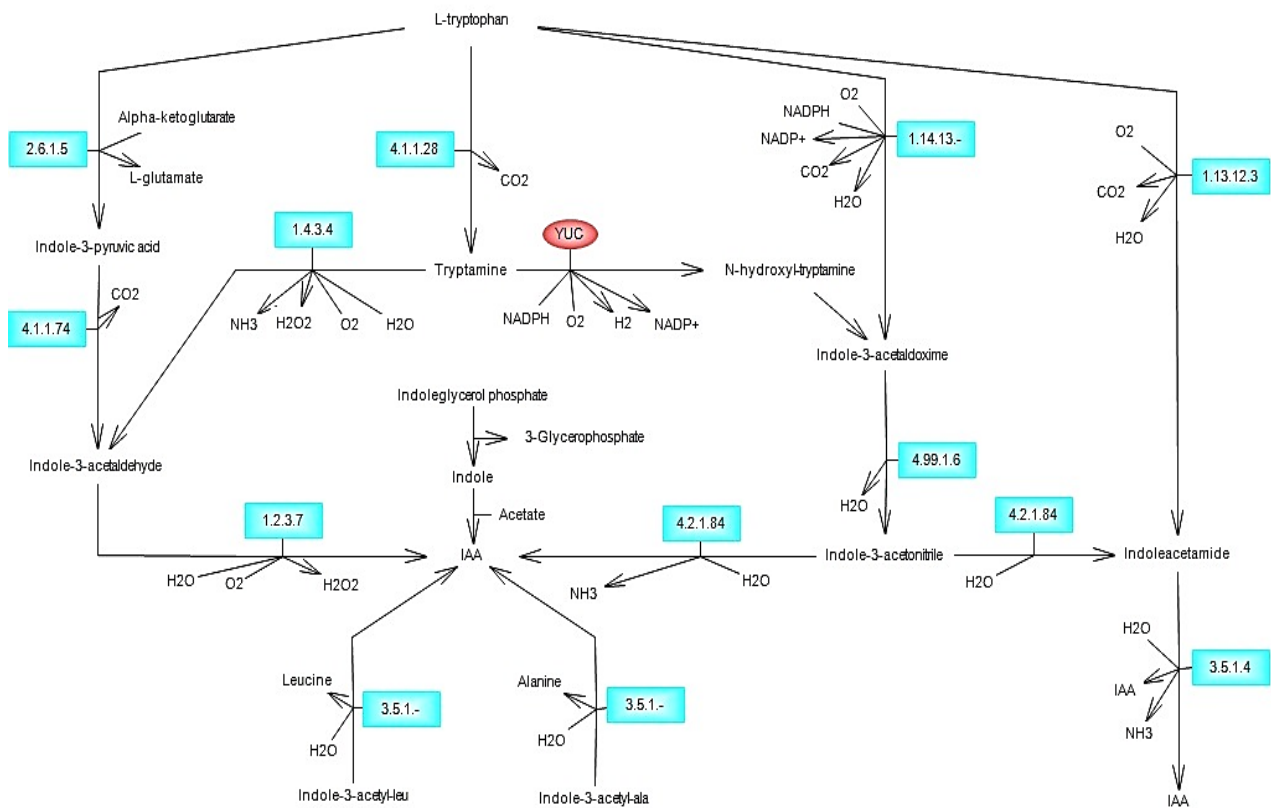 L-tryptophan
O2
NADPH
NADP+
CO2
H2O
1.14.13.-
Alpha-ketoglutarate
2.6.1.5
L-glutamate
4.1.1.28
CO2
O2
CO2
H2O
1.13.12.3
1.4.3.4
YUC
Indole-3-pyruvic acid
Tryptamine
N-hydroxyl-tryptamine
CO2
4.1.1.74
NH3
H2O2
O2
H2O
NADPH
O2
H2
NADP+
Indole-3-acetaldoxime
Indoleglycerol phosphate
3-Glycerophosphate
Indole-3-acetaldehyde
Indole
4.99.1.6
H2O
1.2.3.7
Acetate
4.2.1.84
4.2.1.84
IAA
Indole-3-acetonitrile
Indoleacetamide
H2O
O2
H2O2
NH3
H2O
H2O
H2O
IAA
NH3
3.5.1.4
Leucine
3.5.1.-
H2O
Alanine
3.5.1.-
H2O
Indole-3-acetyl-leu
Indole-3-acetyl-ala
IAA